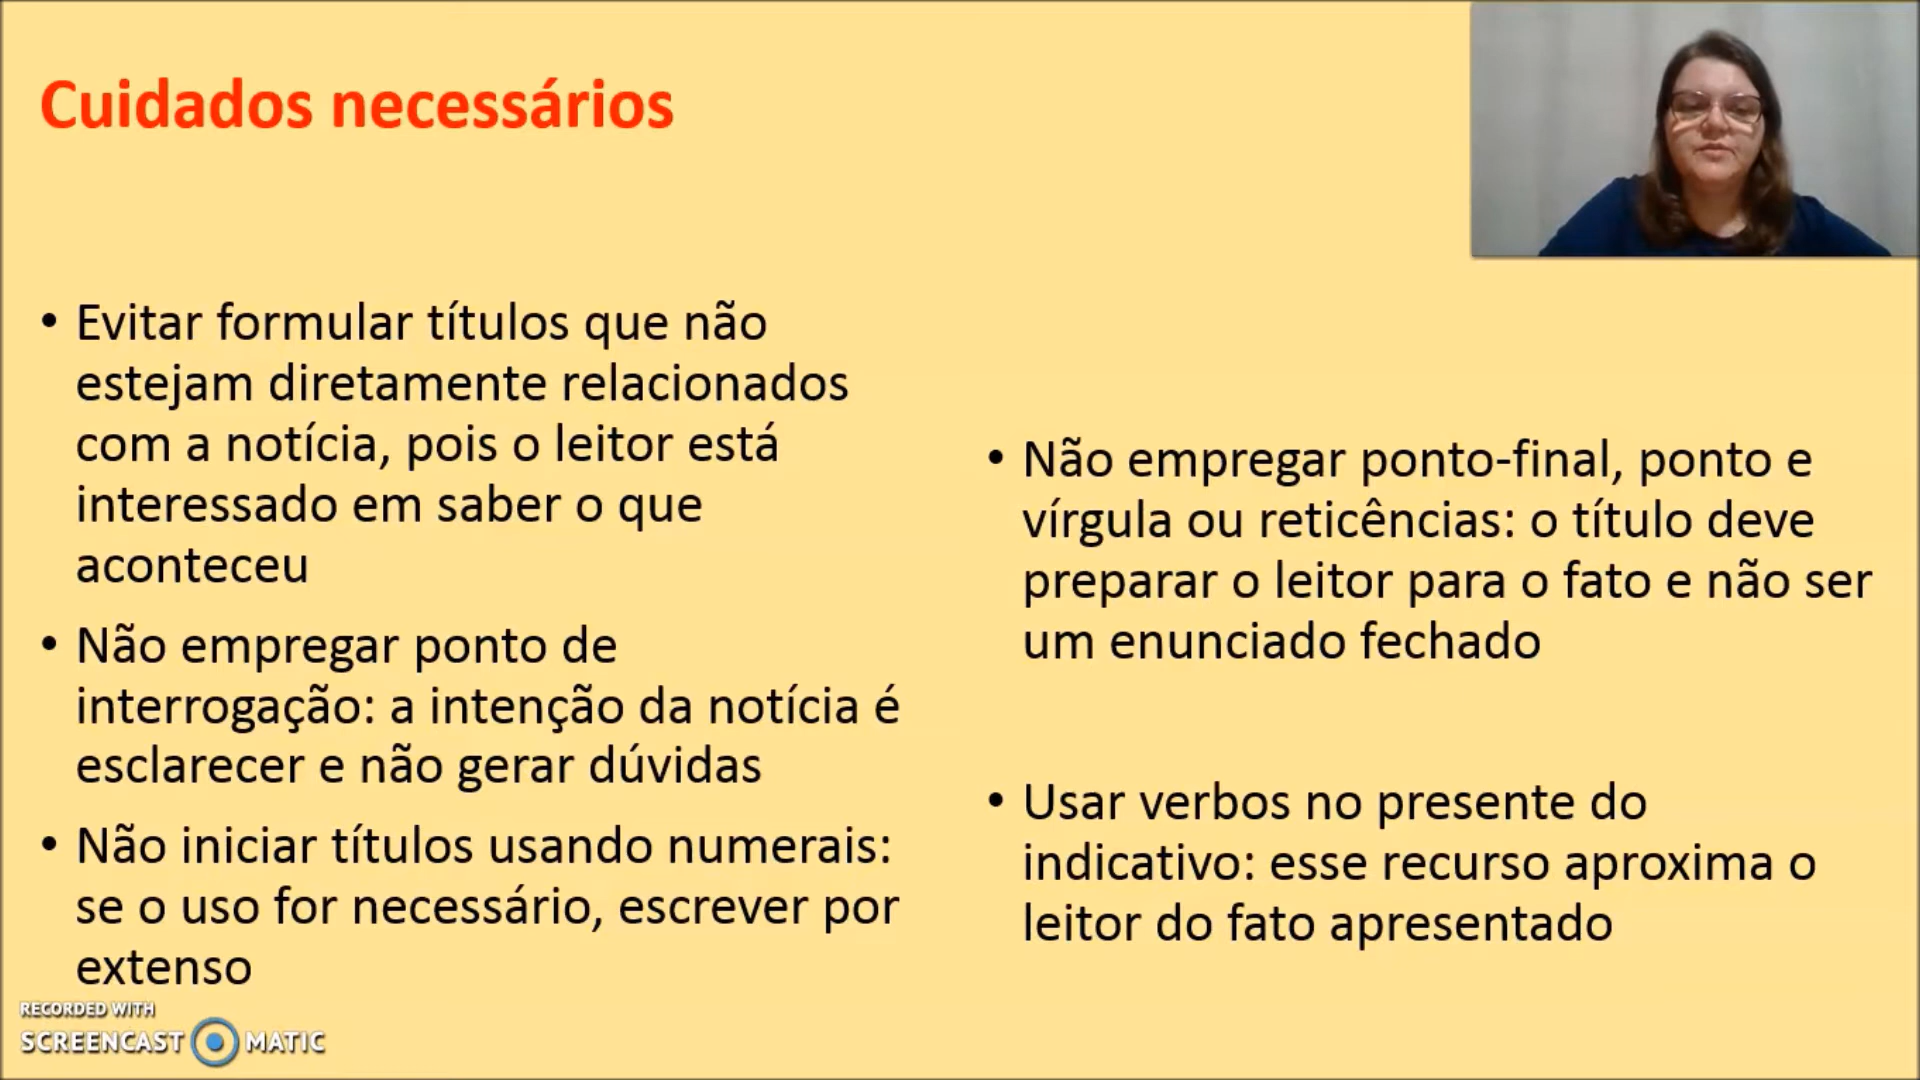 Cuidados necessários
• Evitar formular títulos que não
estejam diretamente relacionados
com a notícia, pois o leitor está
interessado em saber o que
aconteceu
• Não empregar ponto de
interrogação: a intenção da notícia é
esclarecer e não gerar dúvidas
• Não iniciar títulos usando numerais:
se o uso for necessário, escrever por
extenso
• Não empregar ponto-final, ponto e
vírgula ou reticências: o título deve
preparar o leitor para o fato e não ser
um enunciado fechado
• Usar verbos no presente do
indicativo: esse recurso aproxima o
leitor do fato apresentado
RECORDED WITH
SCREENCAST MATIC